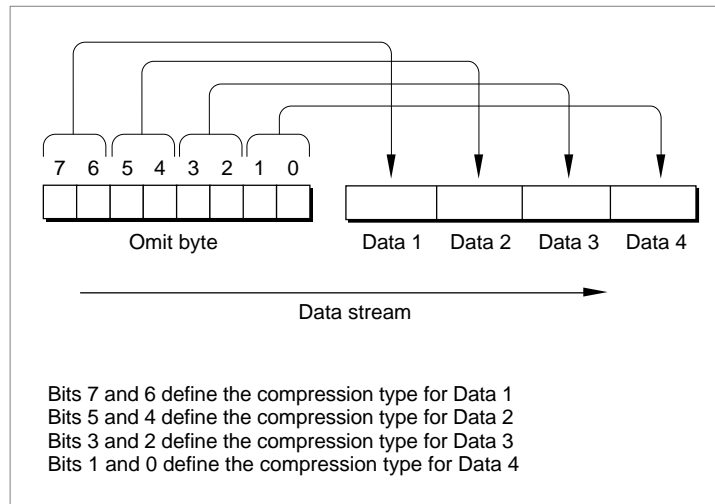 7 6 5 4 3 2 1 0
Omit byte Data 1 Data 2 Data 3 Data 4
Data stream
Bits 7 and 6 define the compression type for Data 1
Bits 5 and 4 define the compression type for Data 2
Bits 3 and 2 define the compression type for Data 3
Bits 1 and 0 define the compression type for Data 4